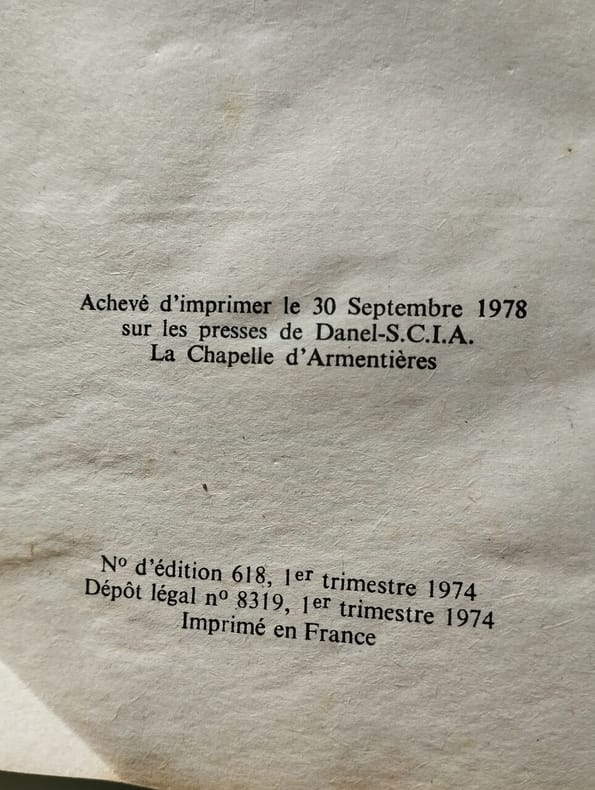 Achevé d'imprimer le 30 Septembre 1978
sur les presses de Danel-S.C.I.A.
La Chapelle d'Armentières
Nº d'édition 618, 1er trimestre 1974
Dépôt légal nº 8319, 1er trimestre 1974
Imprimé en France